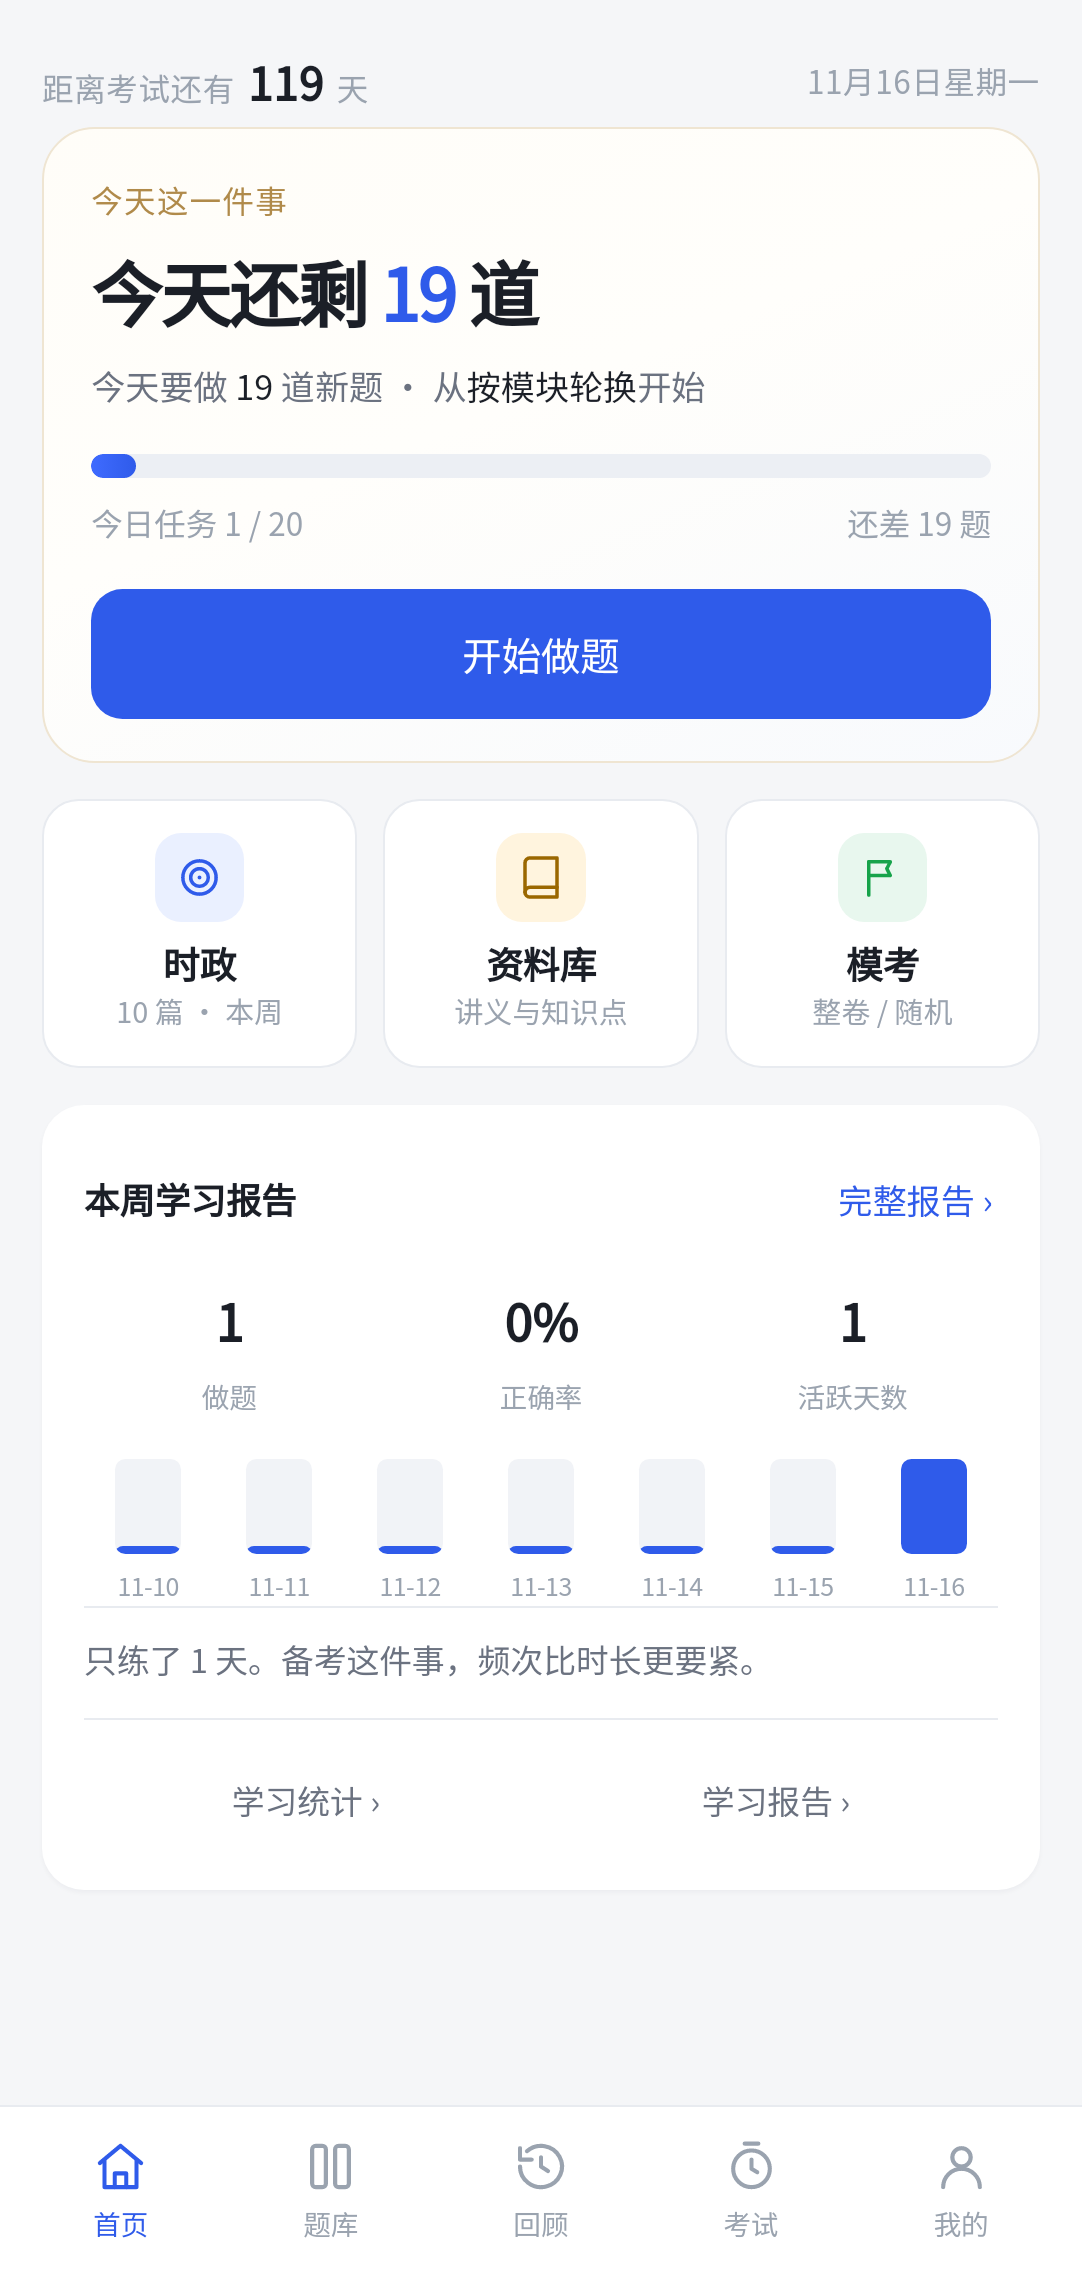 距离考试还有 119 天
11月16日星期一
今天这一件事
今天还剩 19 道
今天要做 19 道新题 · 从按模块轮换开始
今日任务 1 / 20
还差 19 题
开始做题
时政
10 篇 · 本周
资料库
讲义与知识点
模考
整卷 / 随机
本周学习报告
完整报告 ›
1
做题
0%
正确率
1
活跃天数
11-10
11-11
11-12
11-13
11-14
11-15
11-16
只练了 1 天。备考这件事，频次比时长更要紧。
学习统计 ›
学习报告 ›
首页
题库
回顾
考试
我的